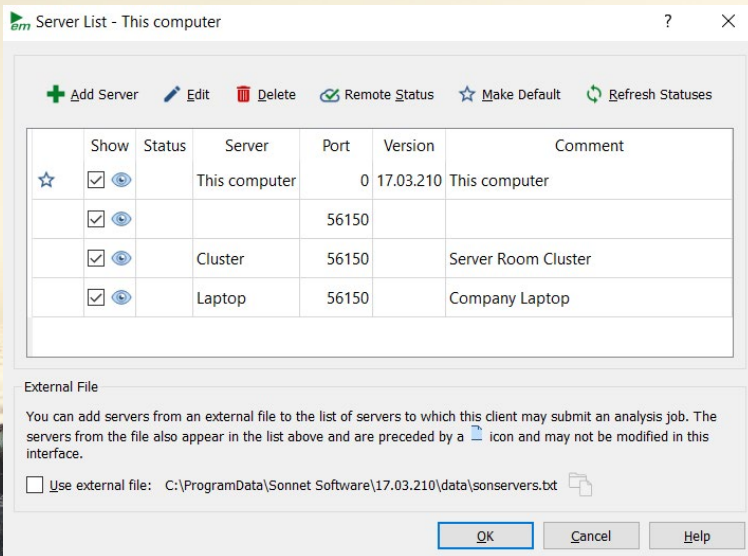 em Server List - This computer ? ×
Add Server Edit Delete Remote Status Make Default Refresh Statuses
Show Status Server Port Version Comment
This computer 0 17.03.210 This computer
56150
Cluster 56150 Server Room Cluster
Laptop 56150 Company Laptop
External File
You can add servers from an external file to the list of servers to which this client may submit an analysis job. The
servers from the file also appear in the list above and are preceded by a icon and may not be modified in this
interface.
Use external file: C:\ProgramData\Sonnet Software\17.03.210\data\sonservers.txt
OK Cancel Help